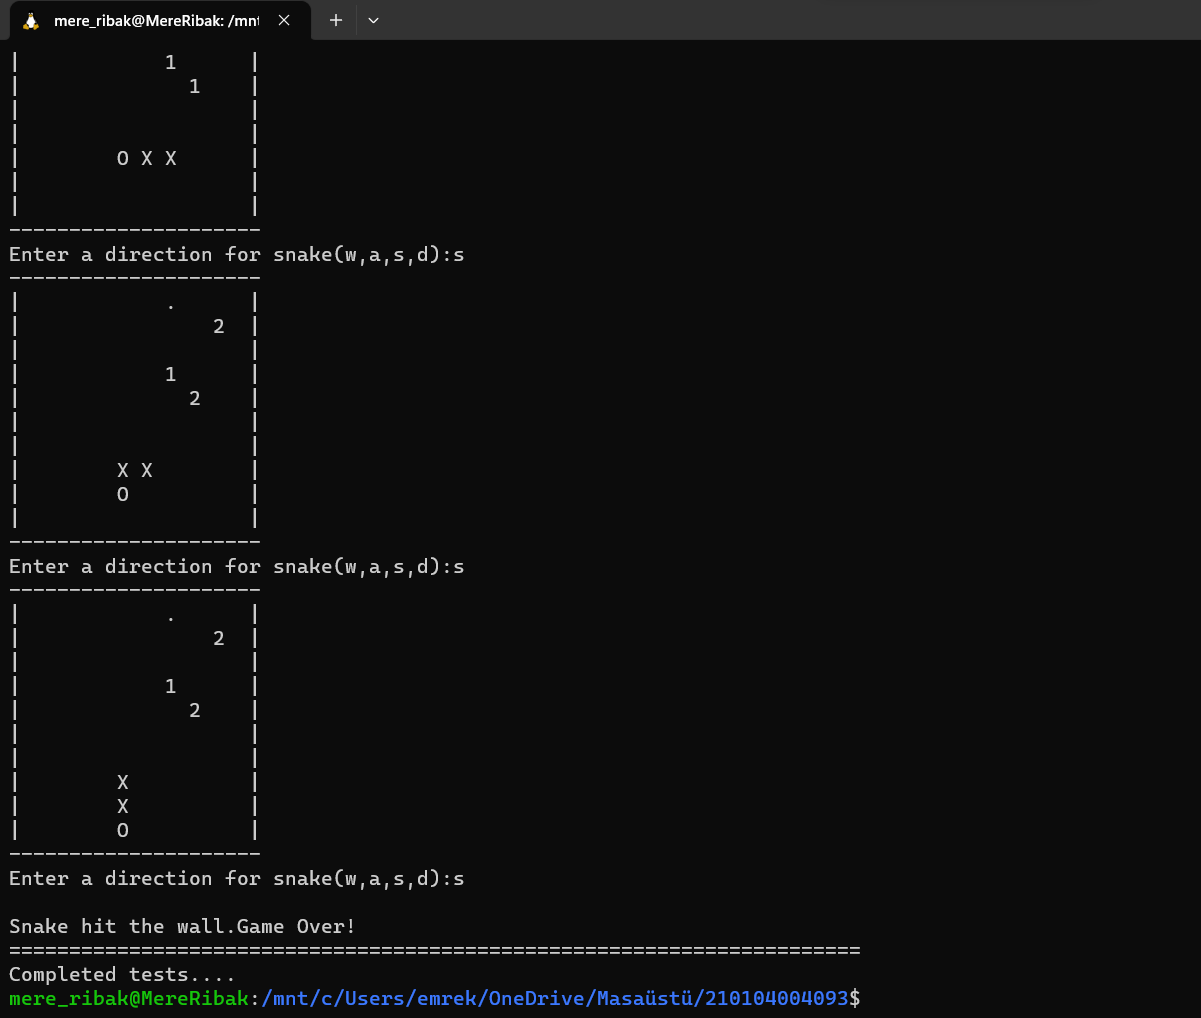 mere_ribak@MereRibak: /mnt
|            1      |
|              1    |
|                   |
|                   |
|        O X X      |
|                   |
|                   |
---------------------
Enter a direction for snake(w,a,s,d):s
---------------------
|            .      |
|                2  |
|                   |
|            1      |
|              2    |
|                   |
|                   |
|        X X        |
|        O          |
|                   |
---------------------
Enter a direction for snake(w,a,s,d):s
---------------------
|            .      |
|                2  |
|                   |
|            1      |
|              2    |
|                   |
|                   |
|        X          |
|        X          |
|        O          |
---------------------
Enter a direction for snake(w,a,s,d):s

Snake hit the wall.Game Over!
=======================================================================
Completed tests....
mere_ribak@MereRibak:/mnt/c/Users/emrek/OneDrive/Masaüstü/210104004093$